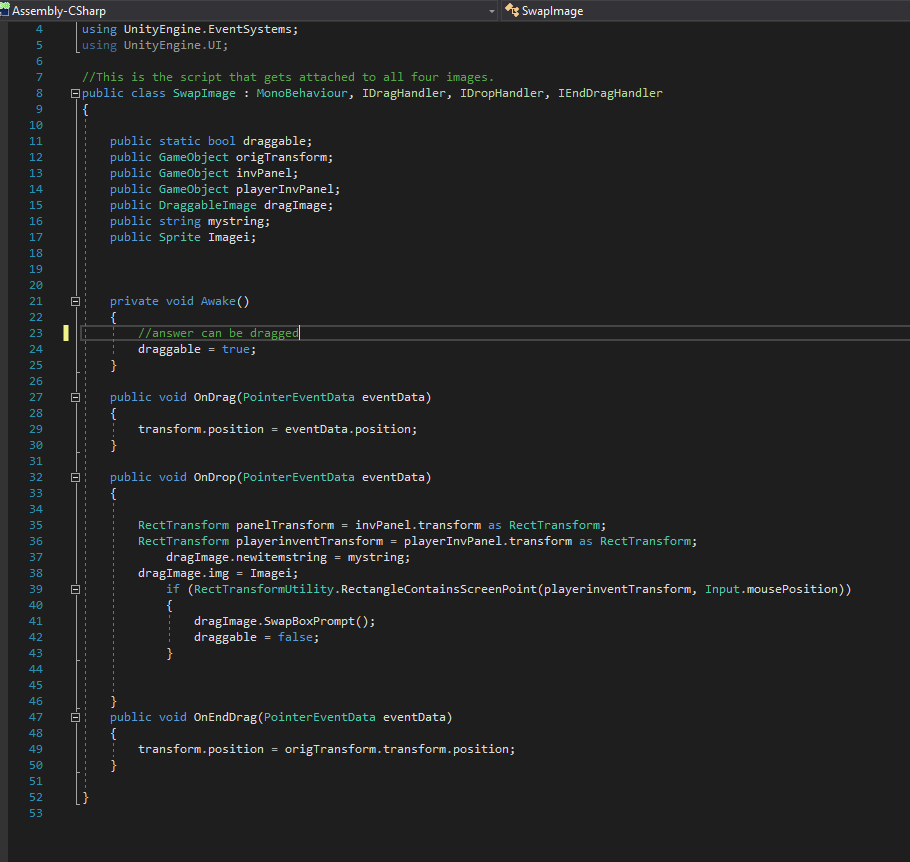 Assembly-CSharp SwapImage
4 using UnityEngine.EventSystems;
5 using UnityEngine.UI;
6
7 //This is the script that gets attached to all four images.
8 public class SwapImage : MonoBehaviour, IDragHandler, IDropHandler, IEndDragHandler
9 {
10
11 public static bool draggable;
12 public GameObject origTransform;
13 public GameObject invPanel;
14 public GameObject playerInvPanel;
15 public DraggableImage dragImage;
16 public string mystring;
17 public Sprite Imagei;
18
19
20
21 private void Awake()
22 {
23 //answer can be dragged
24 draggable = true;
25 }
26
27 public void OnDrag(PointerEventData eventData)
28 {
29 transform.position = eventData.position;
30 }
31
32 public void OnDrop(PointerEventData eventData)
33 {
34
35 RectTransform panelTransform = invPanel.transform as RectTransform;
36 RectTransform playerinventTransform = playerInvPanel.transform as RectTransform;
37 dragImage.newitemstring = mystring;
38 dragImage.img = Imagei;
39 if (RectTransformUtility.RectangleContainsScreenPoint(playerinventTransform, Input.mousePosition))
40 {
41 dragImage.SwapBoxPrompt();
42 draggable = false;
43 }
44
45
46 }
47 public void OnEndDrag(PointerEventData eventData)
48 {
49 transform.position = origTransform.transform.position;
50 }
51
52 }
53